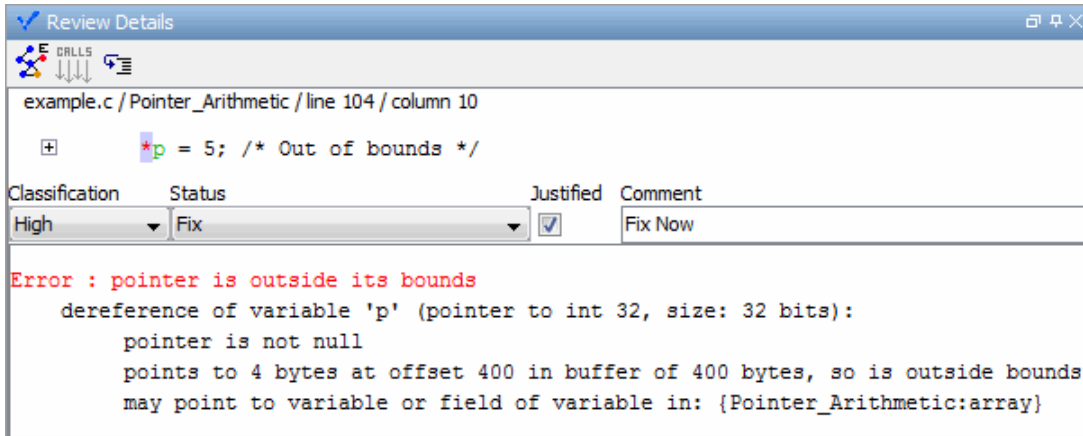 Review Details
E CALLS
example.c / Pointer_Arithmetic / line 104 / column 10
*p = 5; /* Out of bounds */
Classification Status Justified Comment
High Fix Fix Now
Error : pointer is outside its bounds
dereference of variable 'p' (pointer to int 32, size: 32 bits):
pointer is not null
points to 4 bytes at offset 400 in buffer of 400 bytes, so is outside bounds
may point to variable or field of variable in: {Pointer_Arithmetic:array}